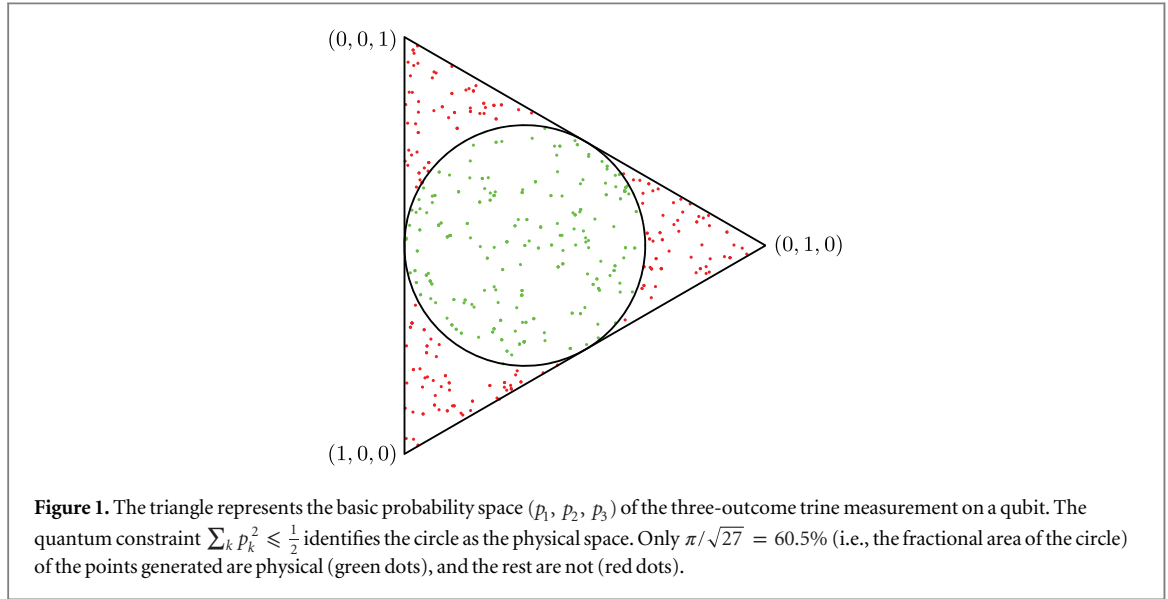 (0, 0, 1)
(0, 1, 0)
(1, 0, 0)
Figure 1. The triangle represents the basic probability space (p₁, p₂, p₃) of the three-outcome trine measurement on a qubit. The
quantum constraint ∑ₖ pₖ² ⩽ 1/2 identifies the circle as the physical space. Only π/√27 = 60.5% (i.e., the fractional area of the circle)
of the points generated are physical (green dots), and the rest are not (red dots).